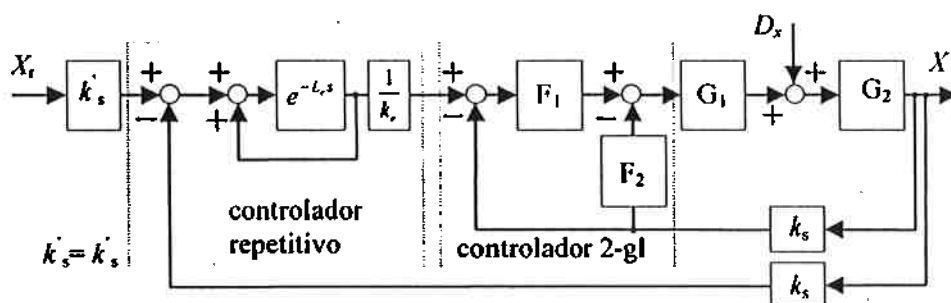 X_r
k'_s
+
−
+
+
e^{-L_r s}
1/k_r
+
−
F_1
+
−
F_2
G_1
D_x
+
+
G_2
X
k_s
k_s
controlador
repetitivo
controlador 2-gl
k'_s = k'_s